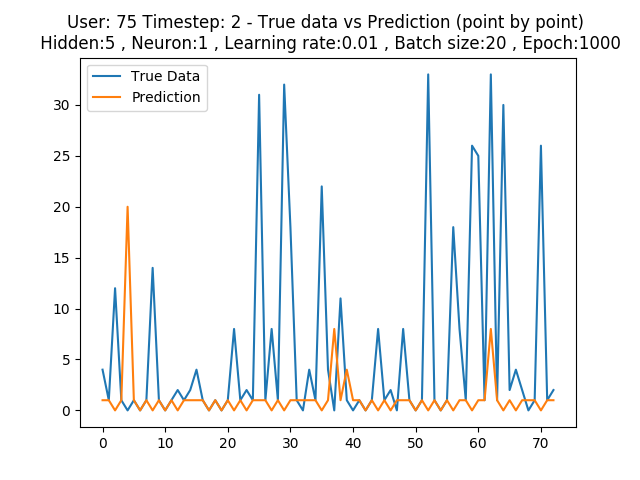 User: 75 Timestep: 2 - True data vs Prediction (point by point)
Hidden:5 , Neuron:1 , Learning rate:0.01 , Batch size:20 , Epoch:1000
True Data
Prediction
30
25
20
15
10
5
0
0 10 20 30 40 50 60 70